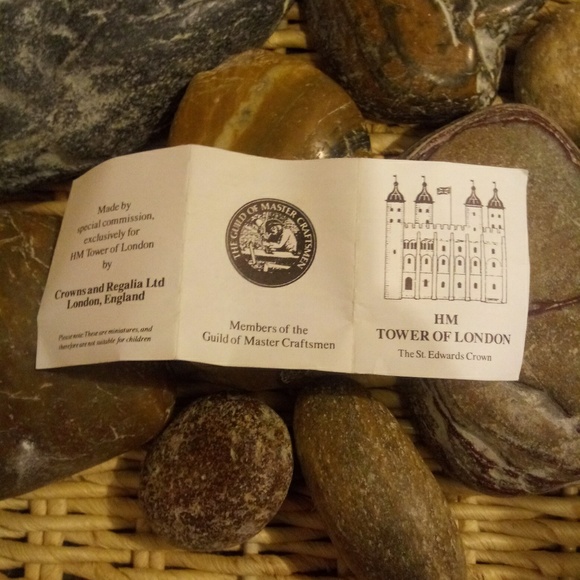 Made by
special commission,
exclusively for
HM Tower of London
by
Crowns and Regalia Ltd
London, England
Please note: These are miniatures, and
therefore are not suitable for children
THE GUILD OF MASTER CRAFTSMEN
Members of the
Guild of Master Craftsmen
HM
TOWER OF LONDON
The St. Edwards Crown